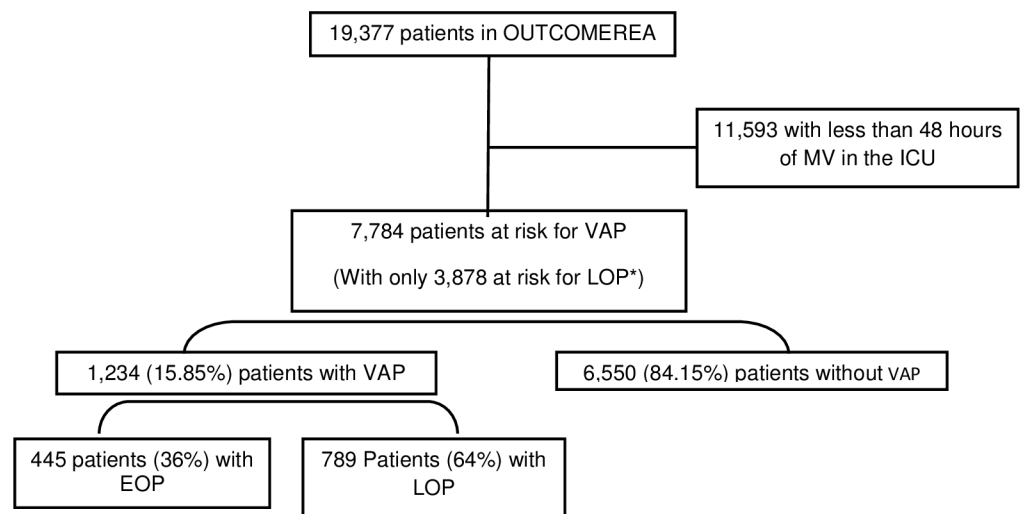 19,377 patients in OUTCOMEREA
11,593 with less than 48 hours
of MV in the ICU
7,784 patients at risk for VAP
(With only 3,878 at risk for LOP*)
1,234 (15.85%) patients with VAP
6,550 (84.15%) patients without VAP
445 patients (36%) with
EOP
789 Patients (64%) with
LOP